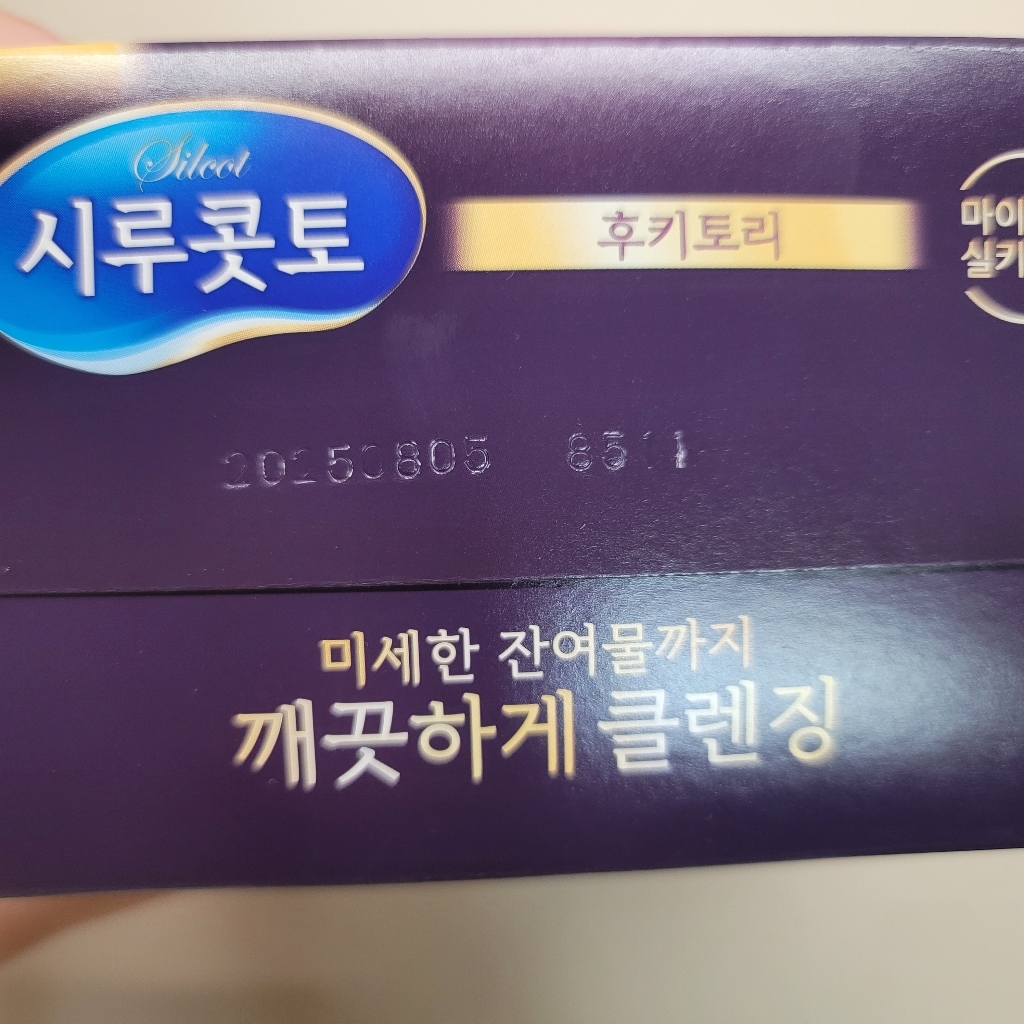 Silcot
시루콧토
후키토리
마이
실키
미세한 잔여물까지
깨끗하게 클렌징